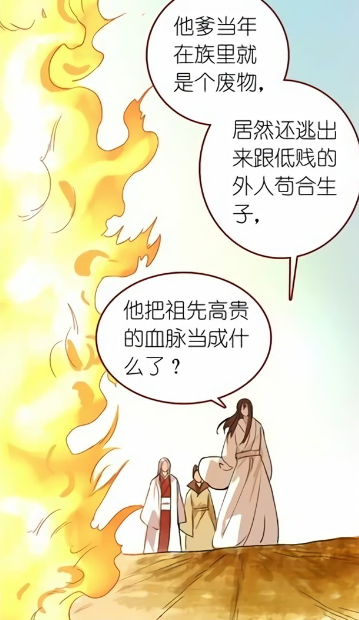 他爹当年
在族里就
是个废物，
居然还逃出
来跟低贱的
外人苟合生
子，
他把祖先高贵
的血脉当成什
么了？